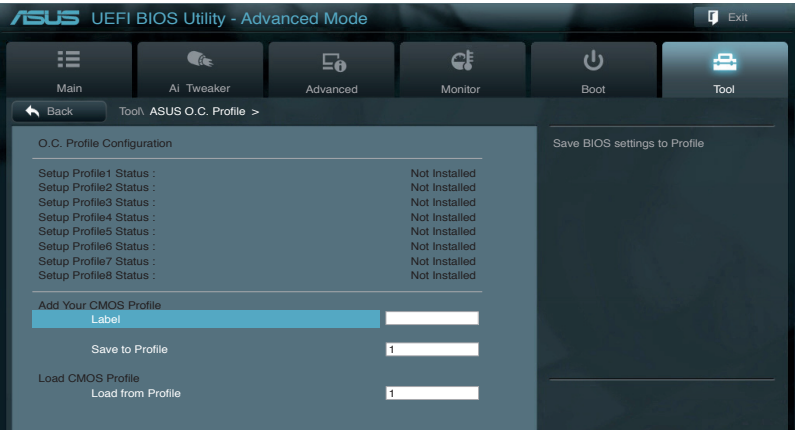 ASUS UEFI BIOS Utility - Advanced Mode
Exit
Main
Ai Tweaker
Advanced
Monitor
Boot
Tool
Back
Tool\ ASUS O.C. Profile >
O.C. Profile Configuration
Save BIOS settings to Profile
Setup Profile1 Status : Not Installed
Setup Profile2 Status : Not Installed
Setup Profile3 Status : Not Installed
Setup Profile4 Status : Not Installed
Setup Profile5 Status : Not Installed
Setup Profile6 Status : Not Installed
Setup Profile7 Status : Not Installed
Setup Profile8 Status : Not Installed
Add Your CMOS Profile
Label
Save to Profile 1
Load CMOS Profile
Load from Profile 1